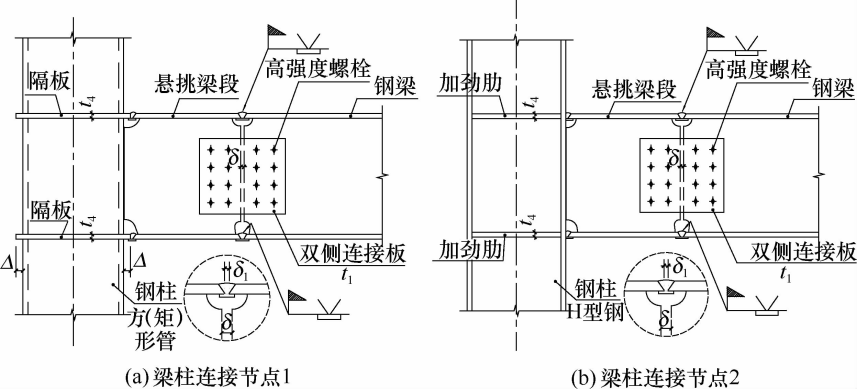 隔板
悬挑梁段
高强度螺栓
钢梁
t4
δ
t4
隔板
双侧连接板
t1
Δ
Δ
δ1
钢柱
方(矩)
形管
δ
(a) 梁柱连接节点1
加劲肋
悬挑梁段
高强度螺栓
钢梁
t4
δ
t4
加劲肋
双侧连接板
t1
δ1
钢柱
H型钢
δ
(b) 梁柱连接节点2